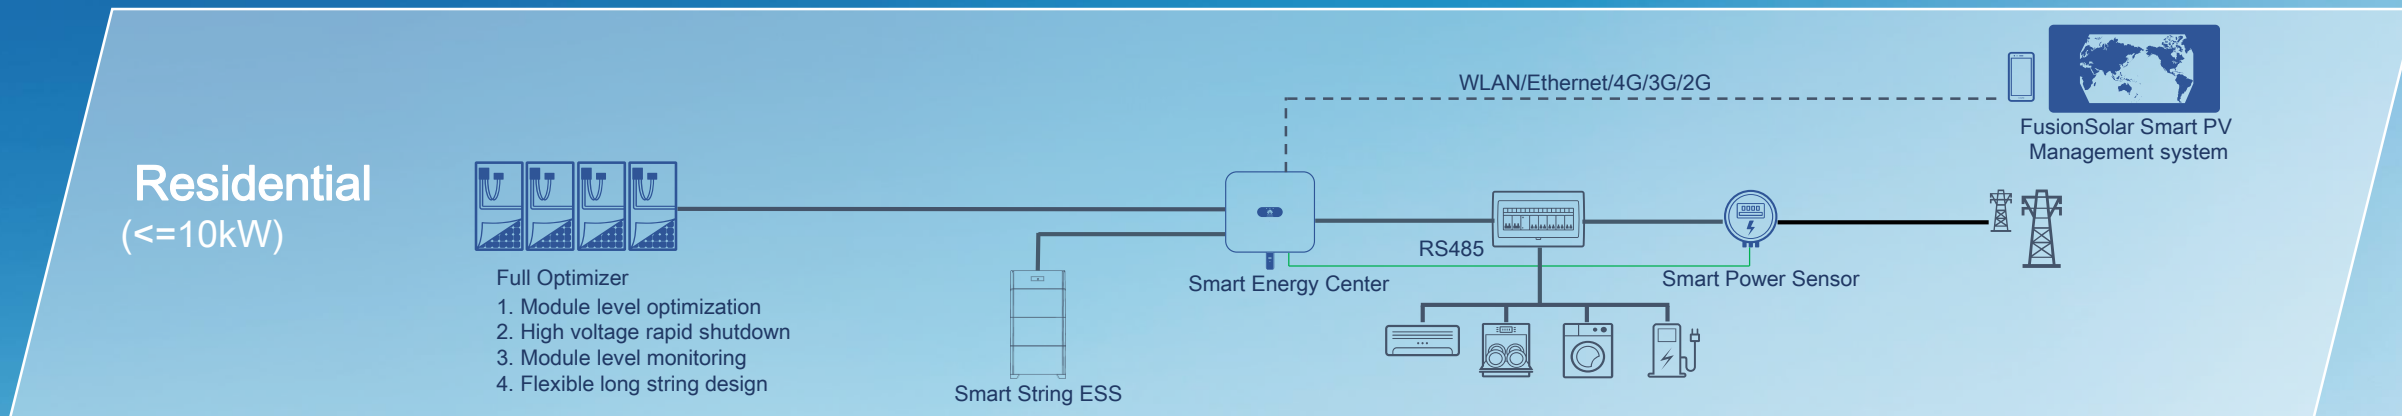 Residential
(<=10kW)
Full Optimizer
1. Module level optimization
2. High voltage rapid shutdown
3. Module level monitoring
4. Flexible long string design
Smart String ESS
Smart Energy Center
RS485
Smart Power Sensor
WLAN/Ethernet/4G/3G/2G
FusionSolar Smart PV
Management system